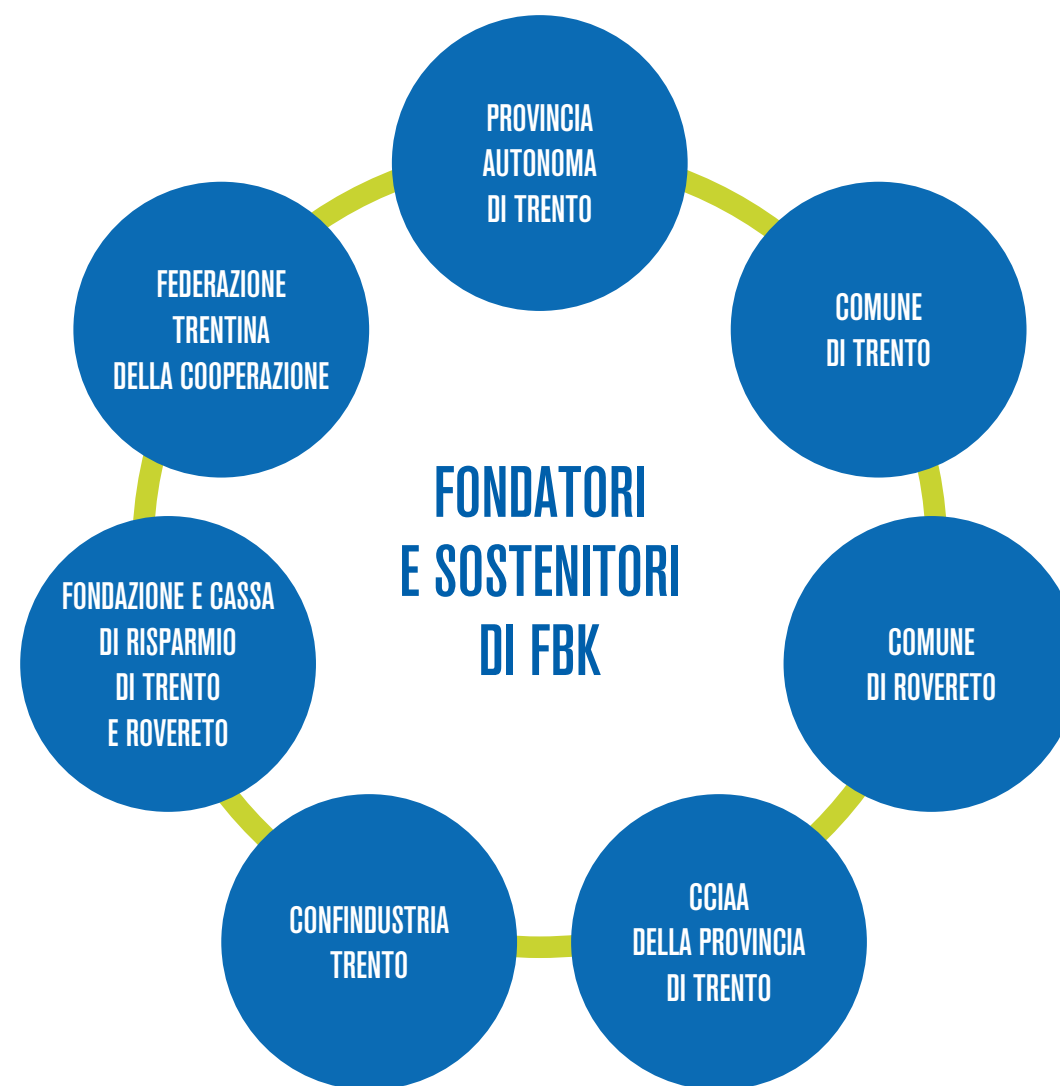 PROVINCIA
AUTONOMA
DI TRENTO
COMUNE
DI TRENTO
COMUNE
DI ROVERETO
CCIAA
DELLA PROVINCIA
DI TRENTO
CONFINDUSTRIA
TRENTO
FONDAZIONE E CASSA
DI RISPARMIO
DI TRENTO
E ROVERETO
FEDERAZIONE
TRENTINA
DELLA COOPERAZIONE
FONDATORI
E SOSTENITORI
DI FBK